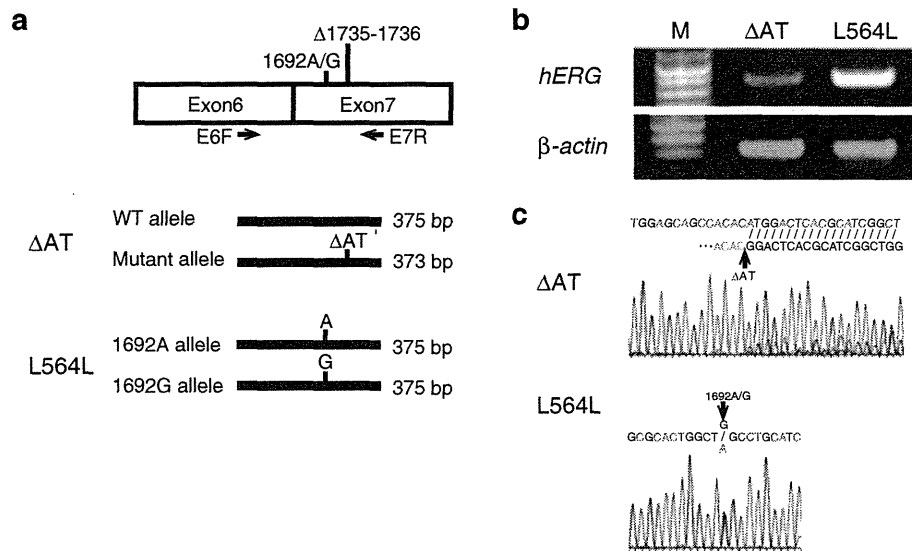 a
Δ1735-1736
1692A/G
Exon6
Exon7
E6F
E7R
ΔAT
WT allele
375 bp
ΔAT
Mutant allele
373 bp
L564L
A
1692A allele
375 bp
G
1692G allele
375 bp
b
M
ΔAT
L564L
hERG
β-actin
c
TGGAGCAGCCACACATGGACTCACGCATCGGCT
///////////////////
···ACACGGACTCACGCATCGGCTGG
ΔAT
ΔAT
L564L
1692A/G
G
GCGCACTGGCT / GCCTGCATC
A